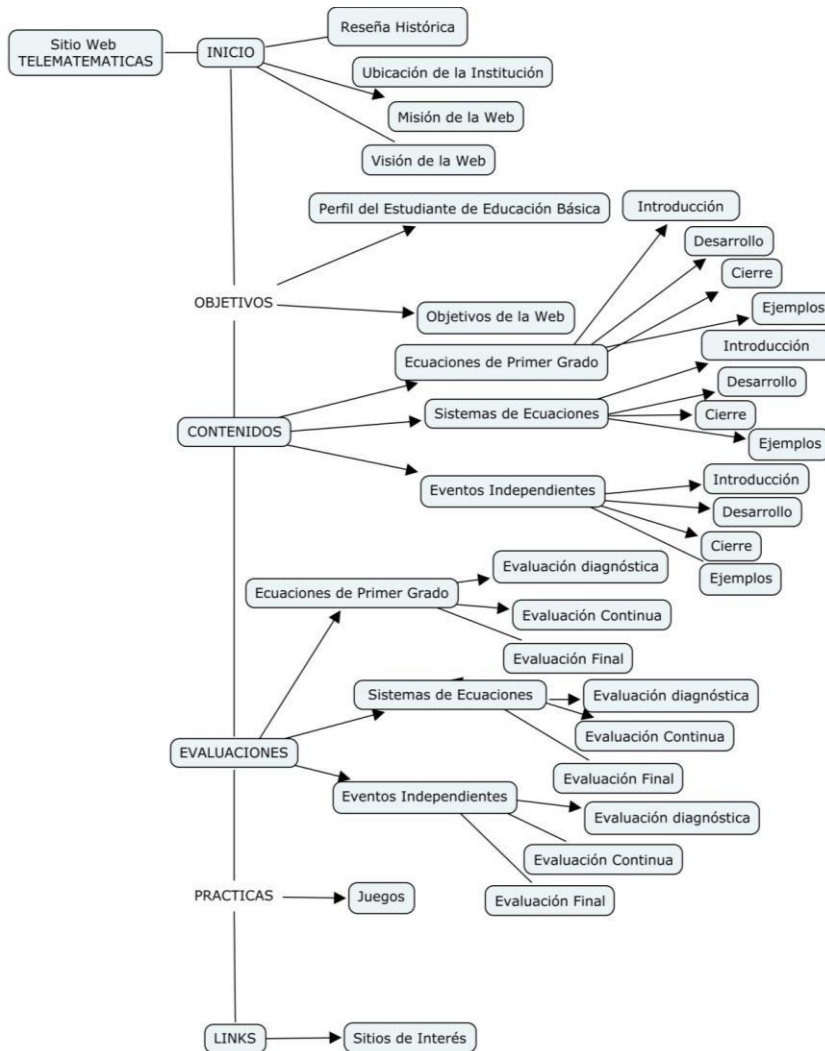 Sitio Web
TELEMATEMATICAS
INICIO
Reseña Histórica
Ubicación de la Institución
Misión de la Web
Visión de la Web
OBJETIVOS
Perfil del Estudiante de Educación Básica
Objetivos de la Web
CONTENIDOS
Ecuaciones de Primer Grado
Introducción
Desarrollo
Cierre
Ejemplos
Sistemas de Ecuaciones
Introducción
Desarrollo
Cierre
Ejemplos
Eventos Independientes
Introducción
Desarrollo
Cierre
Ejemplos
EVALUACIONES
Ecuaciones de Primer Grado
Evaluación diagnóstica
Evaluación Continua
Evaluación Final
Sistemas de Ecuaciones
Evaluación diagnóstica
Evaluación Continua
Evaluación Final
Eventos Independientes
Evaluación diagnóstica
Evaluación Continua
Evaluación Final
PRACTICAS
Juegos
LINKS
Sitios de Interés